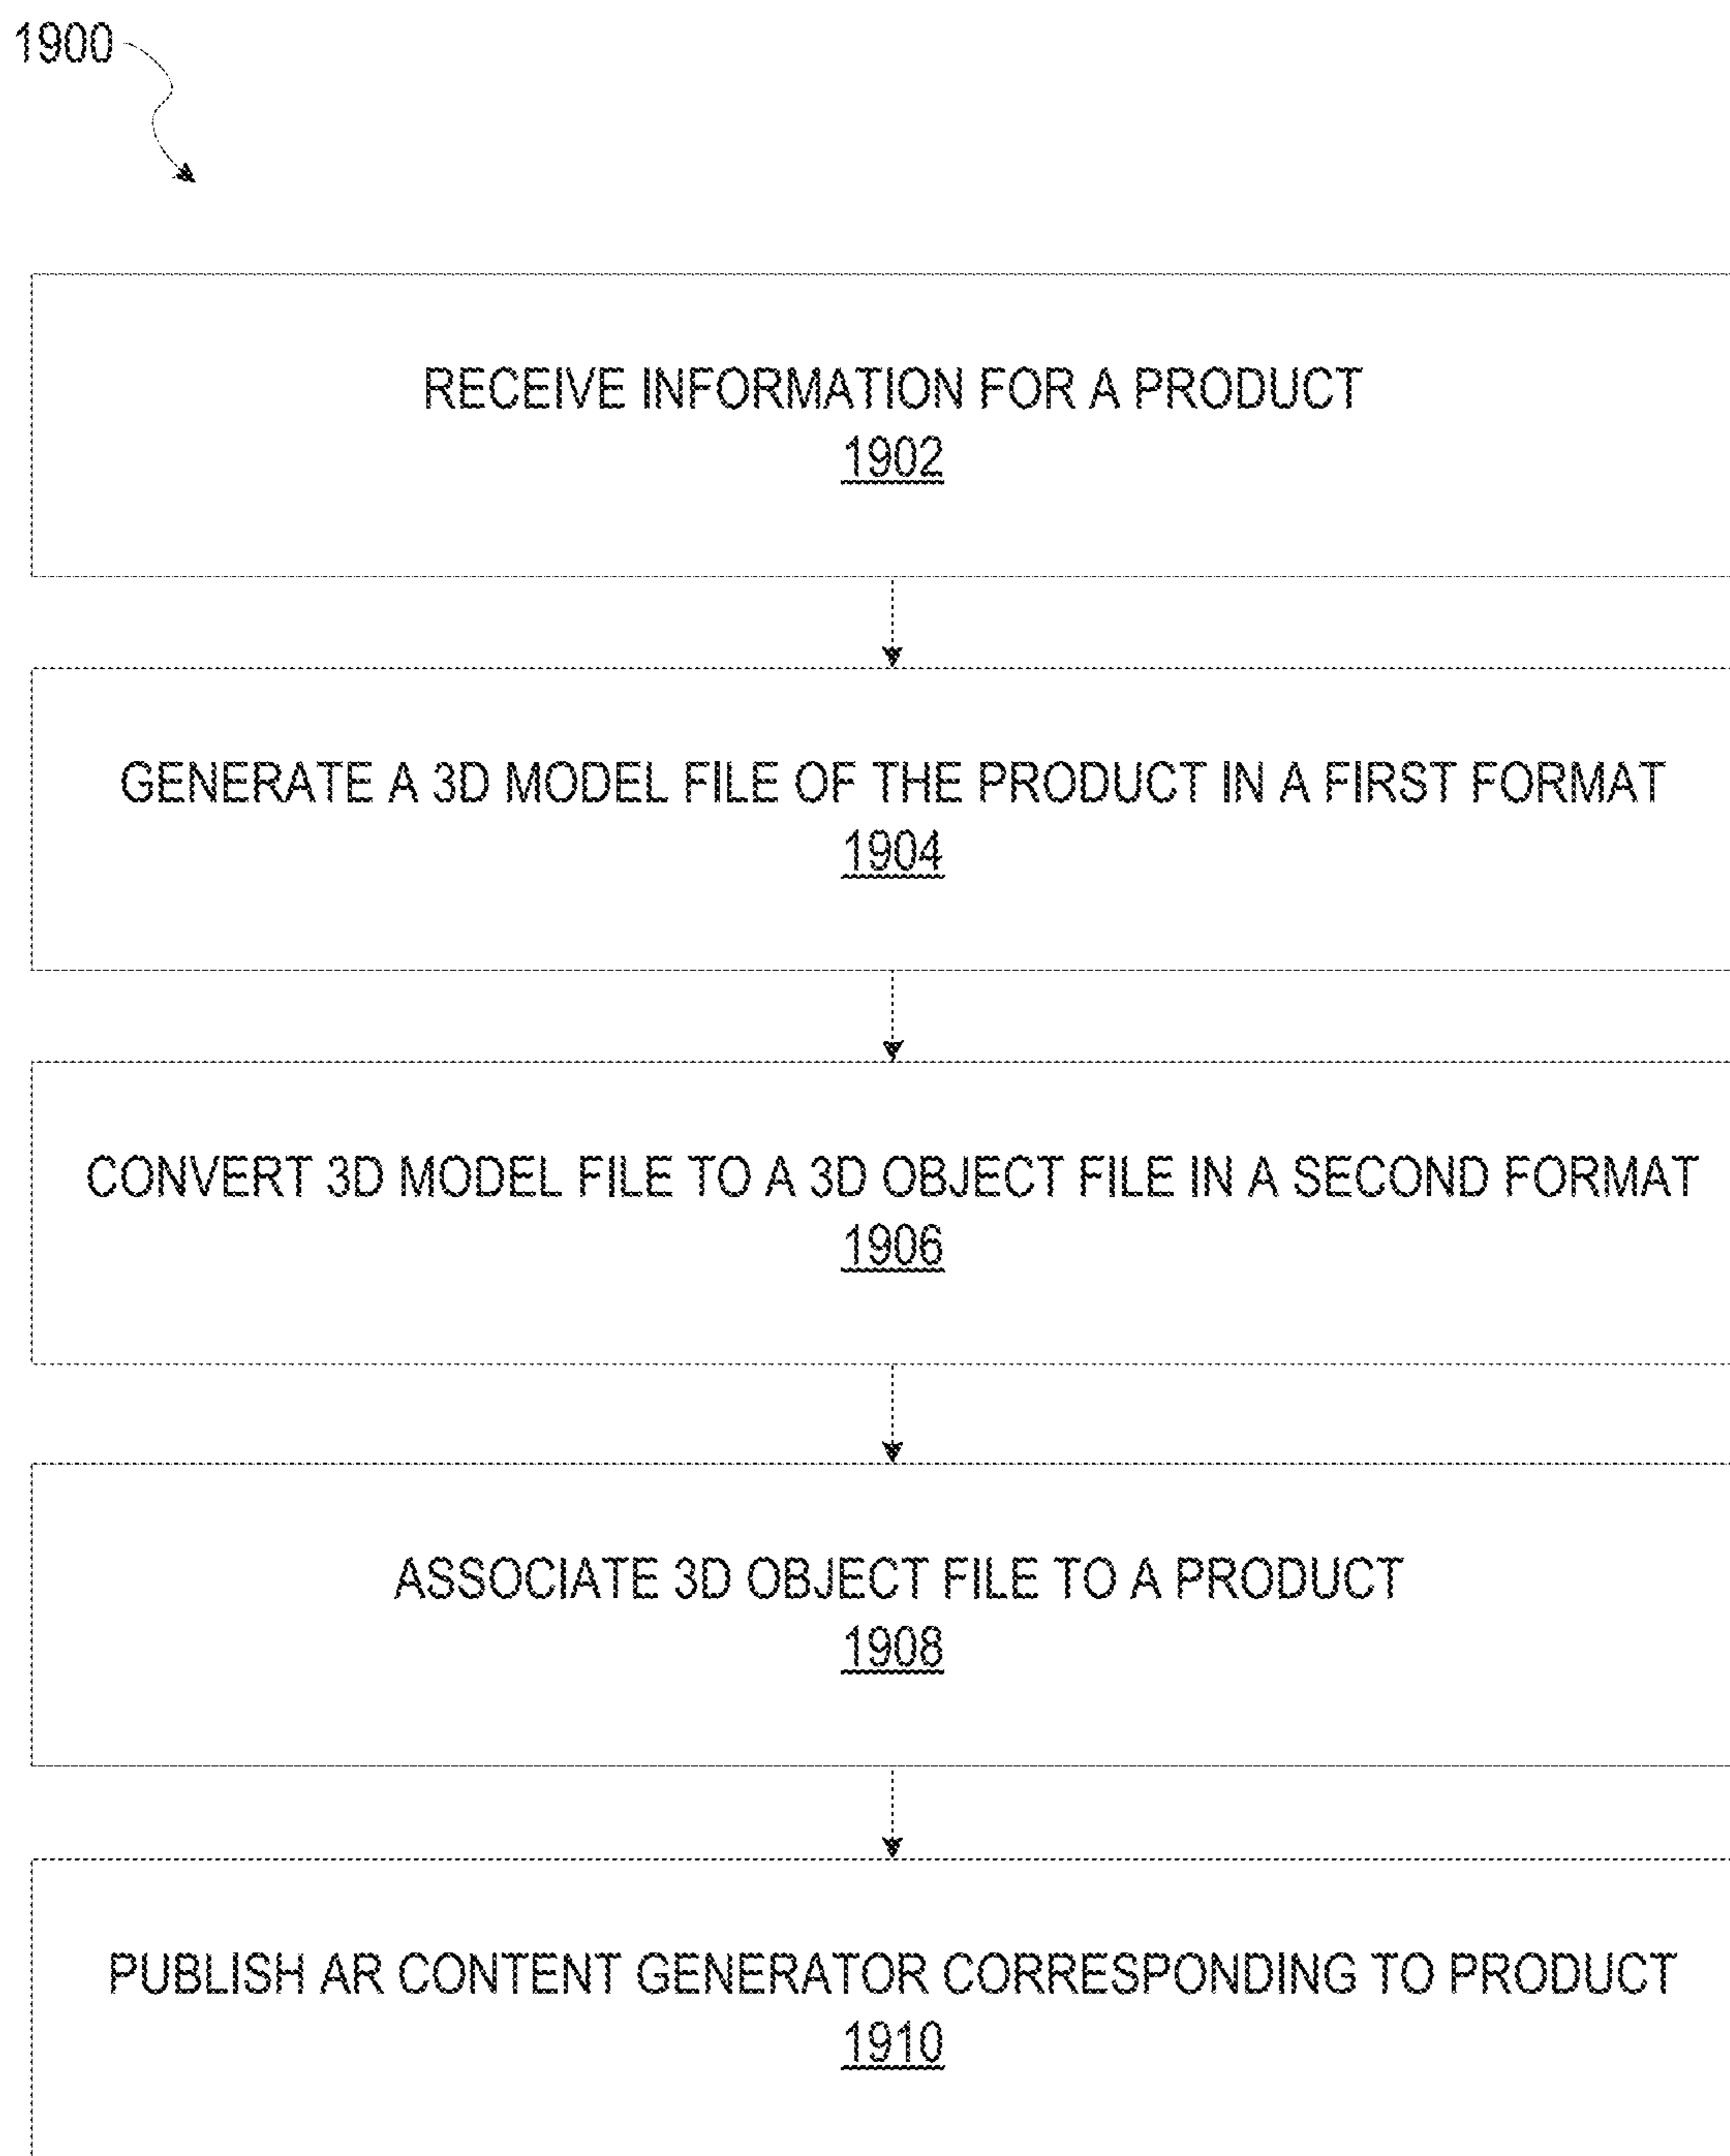 1900
RECEIVE INFORMATION FOR A PRODUCT
1902
GENERATE A 3D MODEL FILE OF THE PRODUCT IN A FIRST FORMAT
1904
CONVERT 3D MODEL FILE TO A 3D OBJECT FILE IN A SECOND FORMAT
1906
ASSOCIATE 3D OBJECT FILE TO A PRODUCT
1908
PUBLISH AR CONTENT GENERATOR CORRESPONDING TO PRODUCT
1910